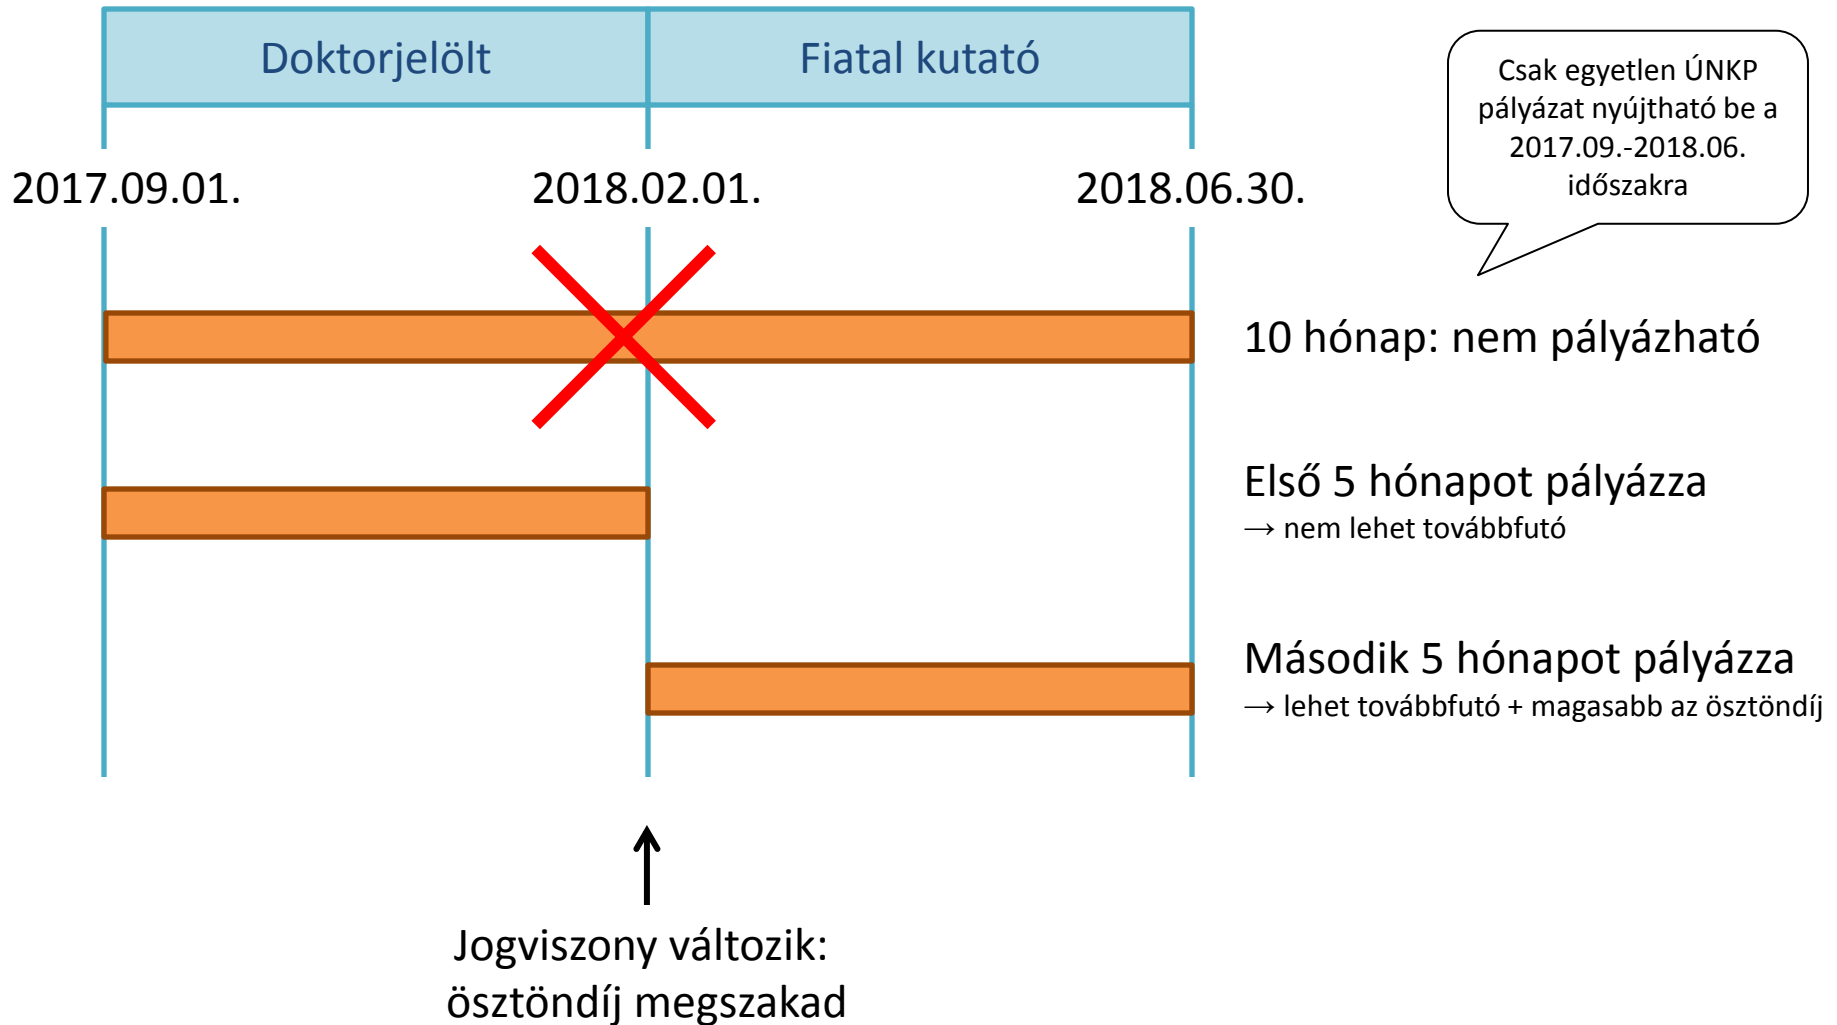 Doktorjelölt
Fiatal kutató
Csak egyetlen ÚNKP
pályázat nyújtható be a
2017.09.-2018.06.
időszakra
2017.09.01.
2018.02.01.
2018.06.30.
10 hónap: nem pályázható
Első 5 hónapot pályázza
→ nem lehet továbbfutó
Második 5 hónapot pályázza
→ lehet továbbfutó + magasabb az ösztöndíj
Jogviszony változik:
ösztöndíj megszakad